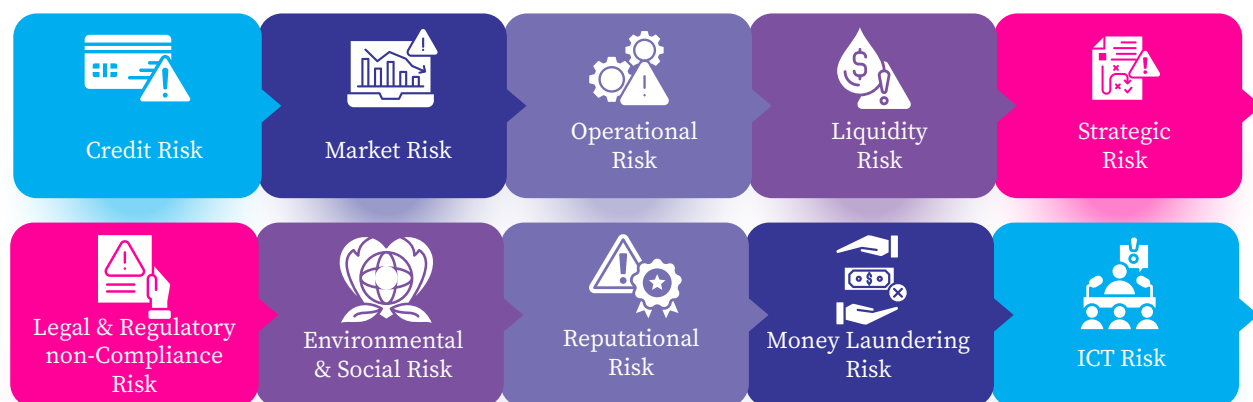 Credit Risk
Market Risk
Operational
Risk
Liquidity
Risk
Strategic
Risk
Legal & Regulatory
non-Compliance
Risk
Environmental
& Social Risk
Reputational
Risk
Money Laundering
Risk
ICT Risk